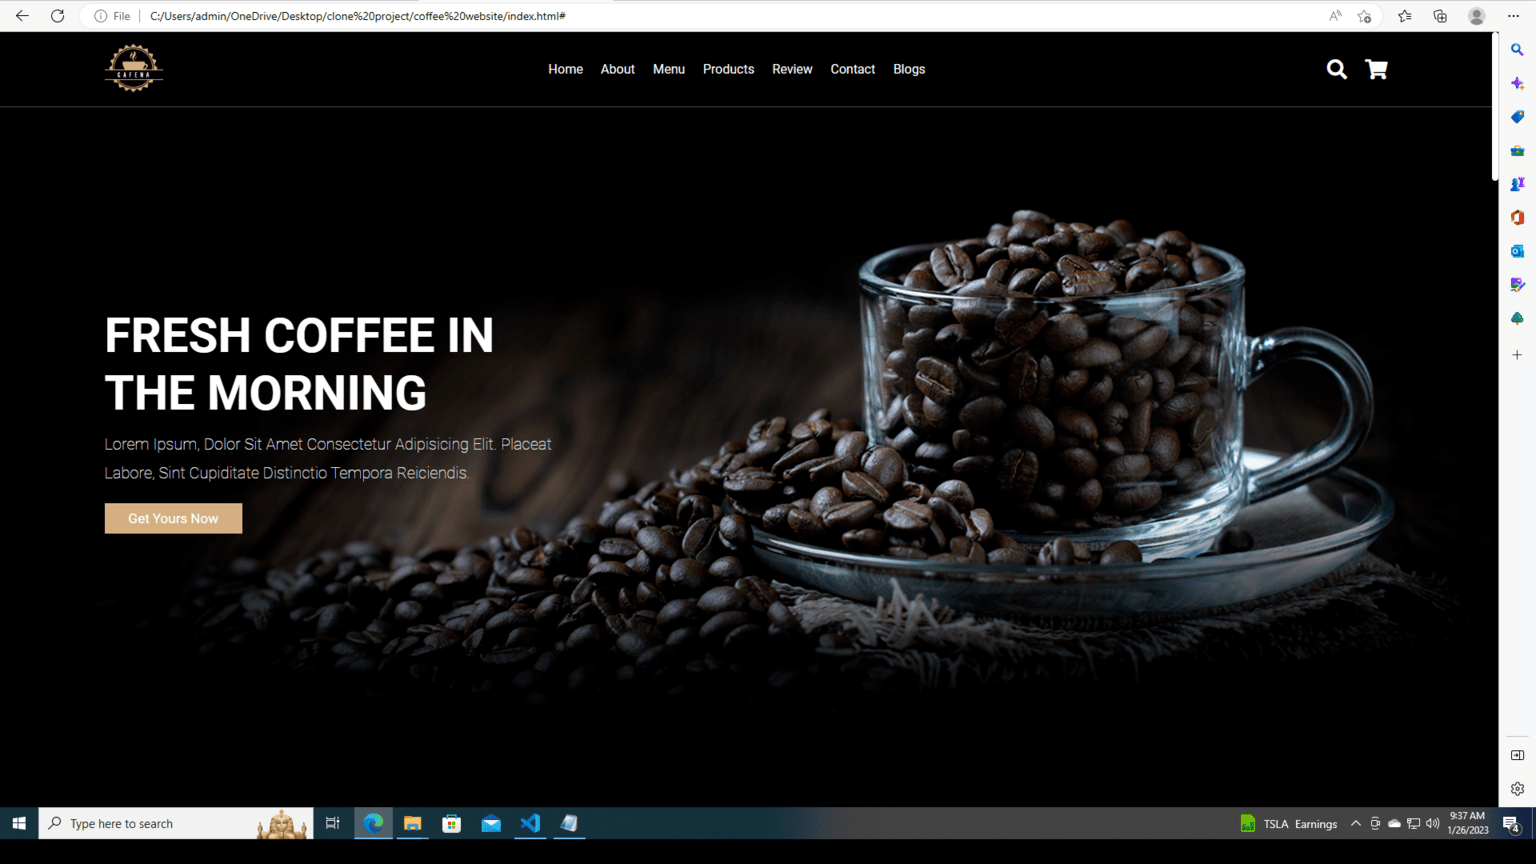 File
C:/Users/admin/OneDrive/Desktop/clone%20project/coffee%20website/index.html#
CAFENA
Home About Menu Products Review Contact Blogs
FRESH COFFEE IN
THE MORNING
Lorem Ipsum, Dolor Sit Amet Consectetur Adipisicing Elit. Placeat
Labore, Sint Cupiditate Distinctio Tempora Reiciendis.
Get Yours Now
Type here to search
TSLA Earnings
9:37 AM
1/26/2023
4